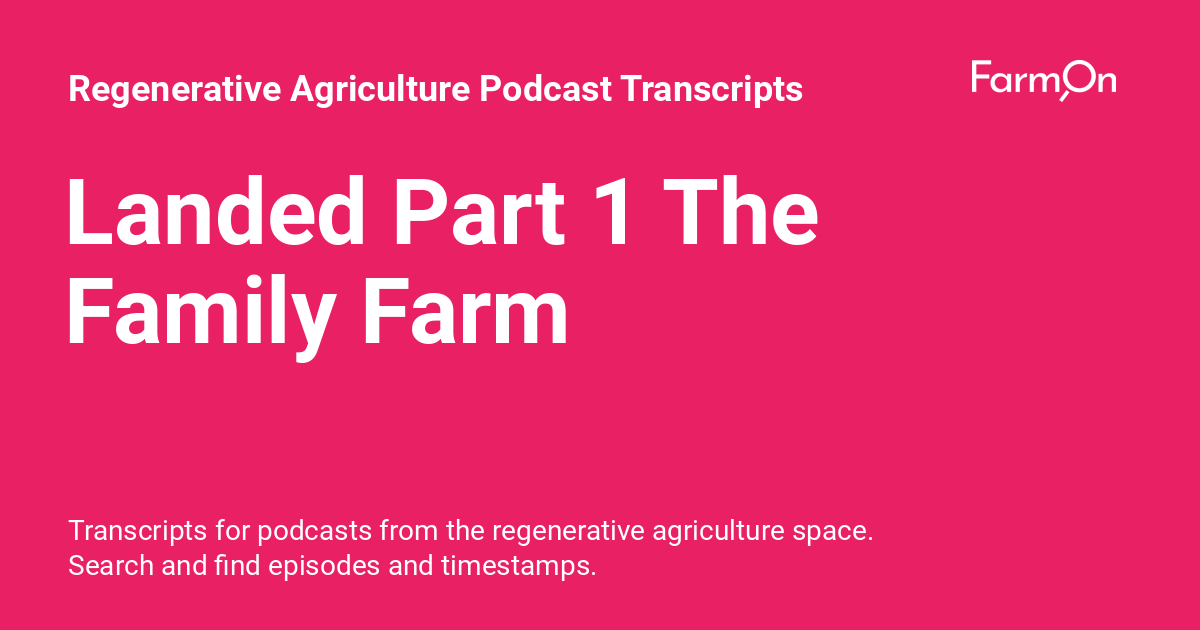 Regenerative Agriculture Podcast Transcripts
FarmOn
Landed Part 1 The
Family Farm
Transcripts for podcasts from the regenerative agriculture space.
Search and find episodes and timestamps.